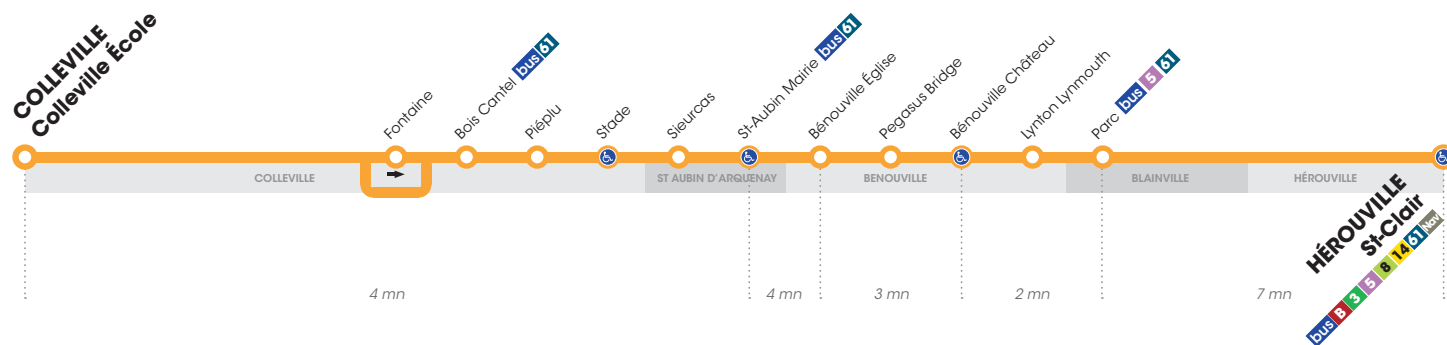 COLLEVILLE
Colleville École
Fontaine
Bois Cantel bus 61
Piéplu
Stade
Sieurcas
St-Aubin Mairie bus 61
Bénouville Église
Pegasus Bridge
Bénouville Château
Lynton Lynmouth
Parc bus 5 61
COLLEVILLE
ST AUBIN D'ARQUENAY
BENOUVILLE
BLAINVILLE
HÉROUVILLE
HÉROUVILLE
St-Clair
bus B 3 5 8 14 61 Nav
4 mn
4 mn
3 mn
2 mn
7 mn